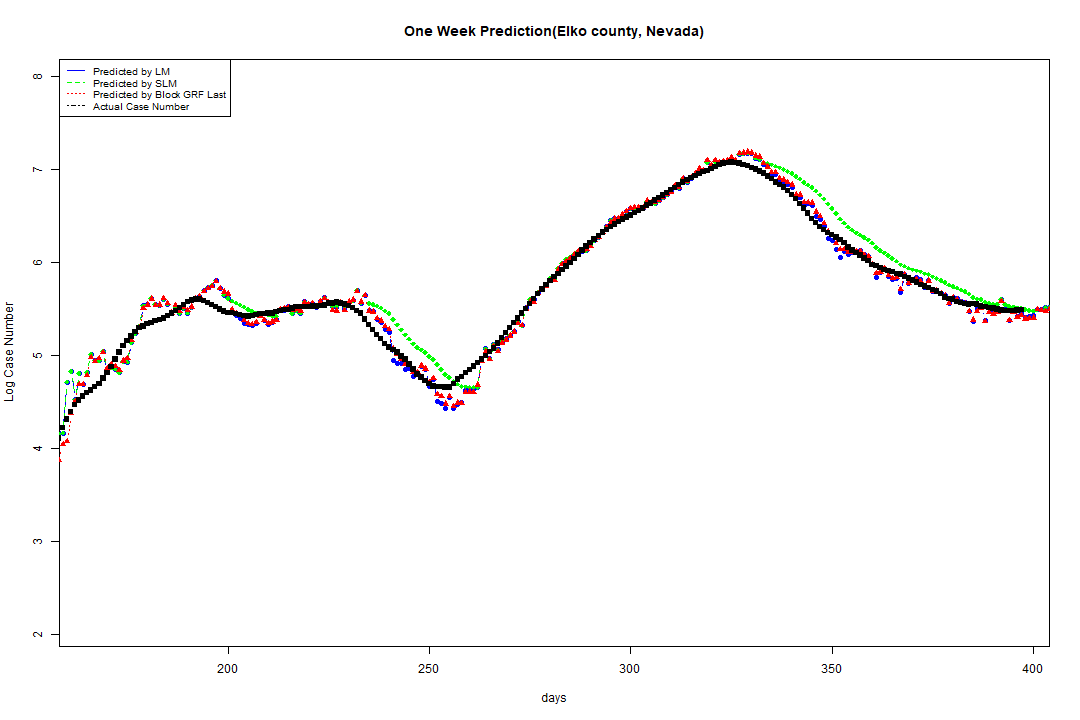 One Week Prediction(Elko county, Nevada)
Predicted by LM
Predicted by SLM
Predicted by Block GRF Last
Actual Case Number
8
7
6
5
4
3
2
Log Case Number
200 250 300 350 400
days